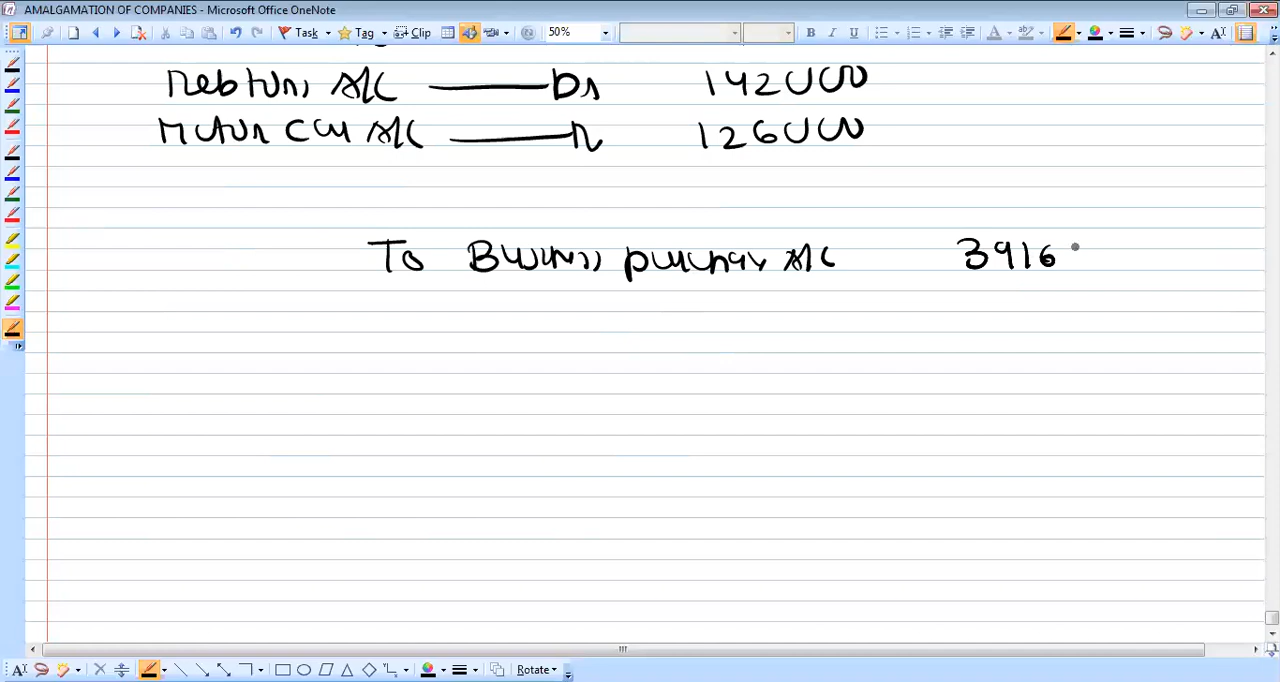 AMALGAMATION OF COMPANIES - Microsoft Office OneNote
Task Tag Clip 50% B I U A ab A
Debtors A/C Dr 142000
Motor Car A/C Dr 126000
To Business purchase A/C 3916
A Rotate